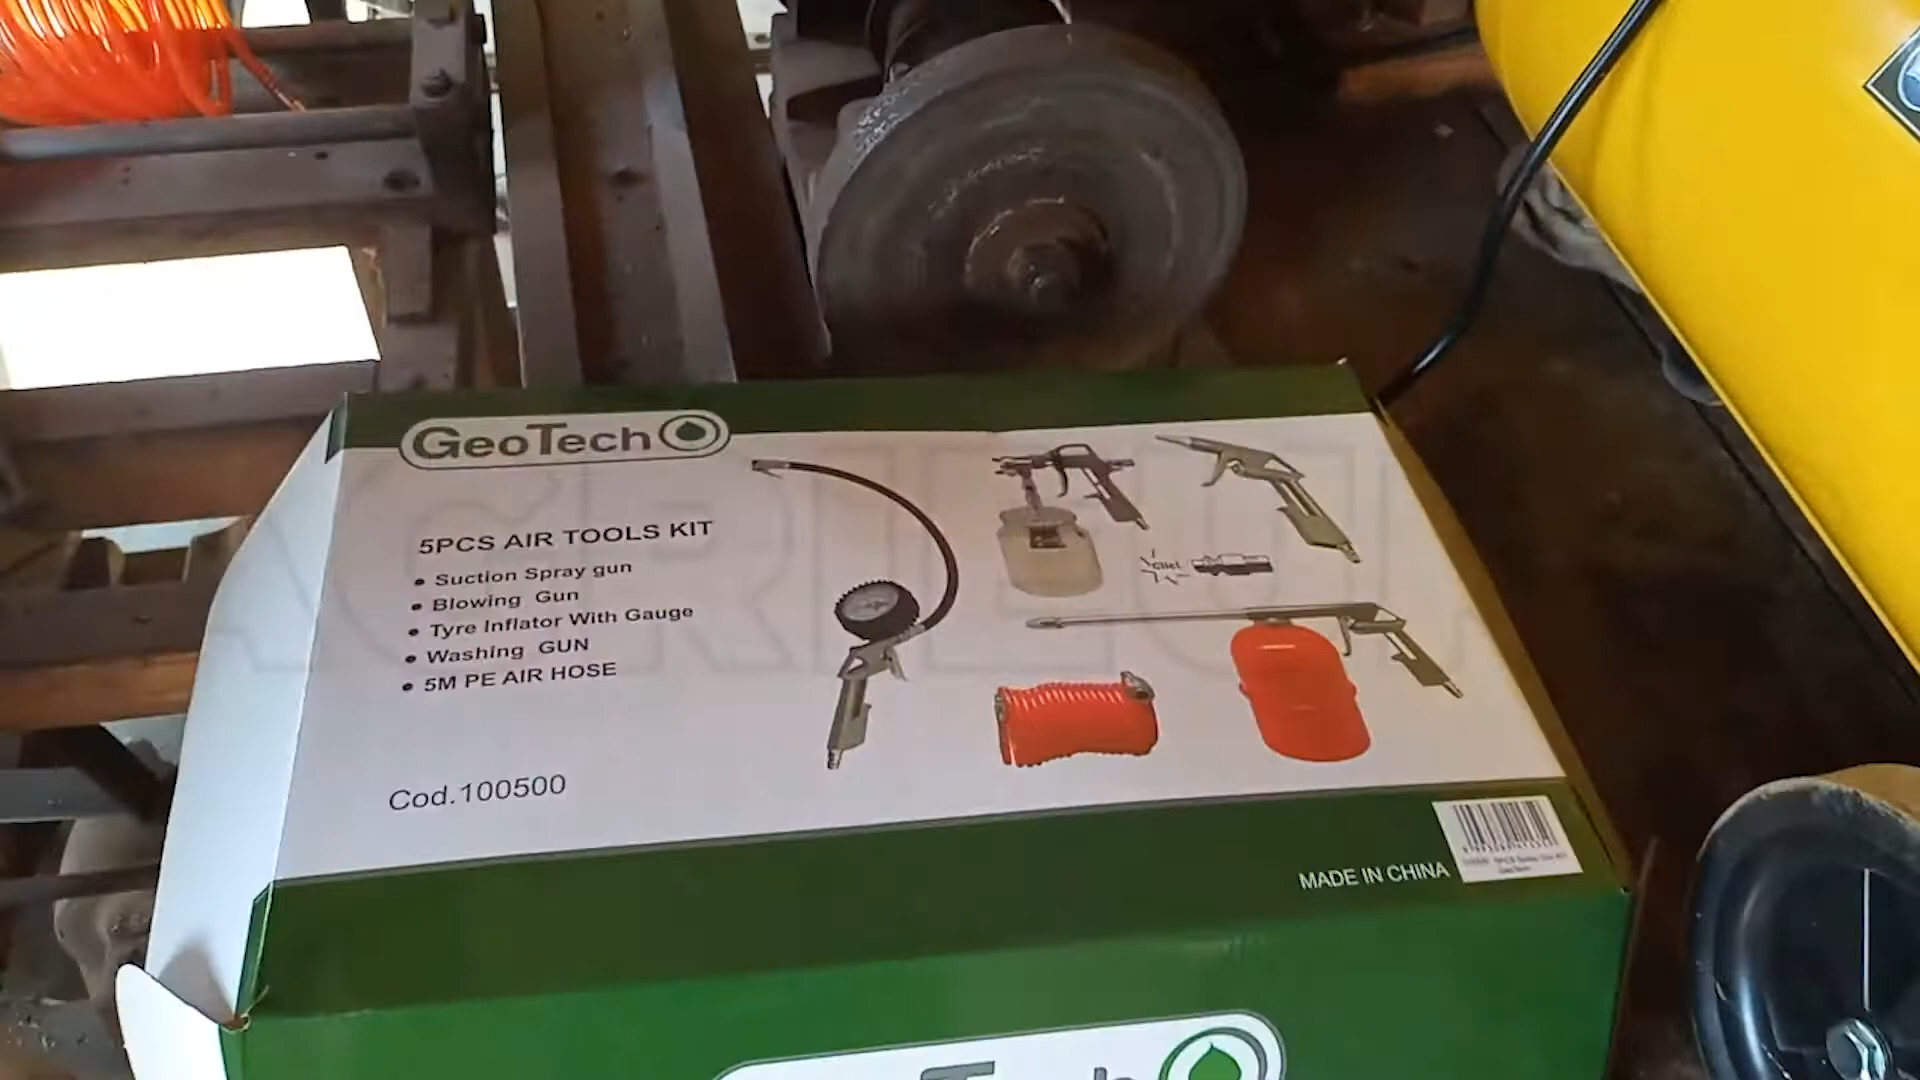 GeoTech
5PCS AIR TOOLS KIT
• Suction Spray gun
• Blowing Gun
• Tyre Inflator With Gauge
• Washing GUN
• 5M PE AIR HOSE
Cod.100500
MADE IN CHINA